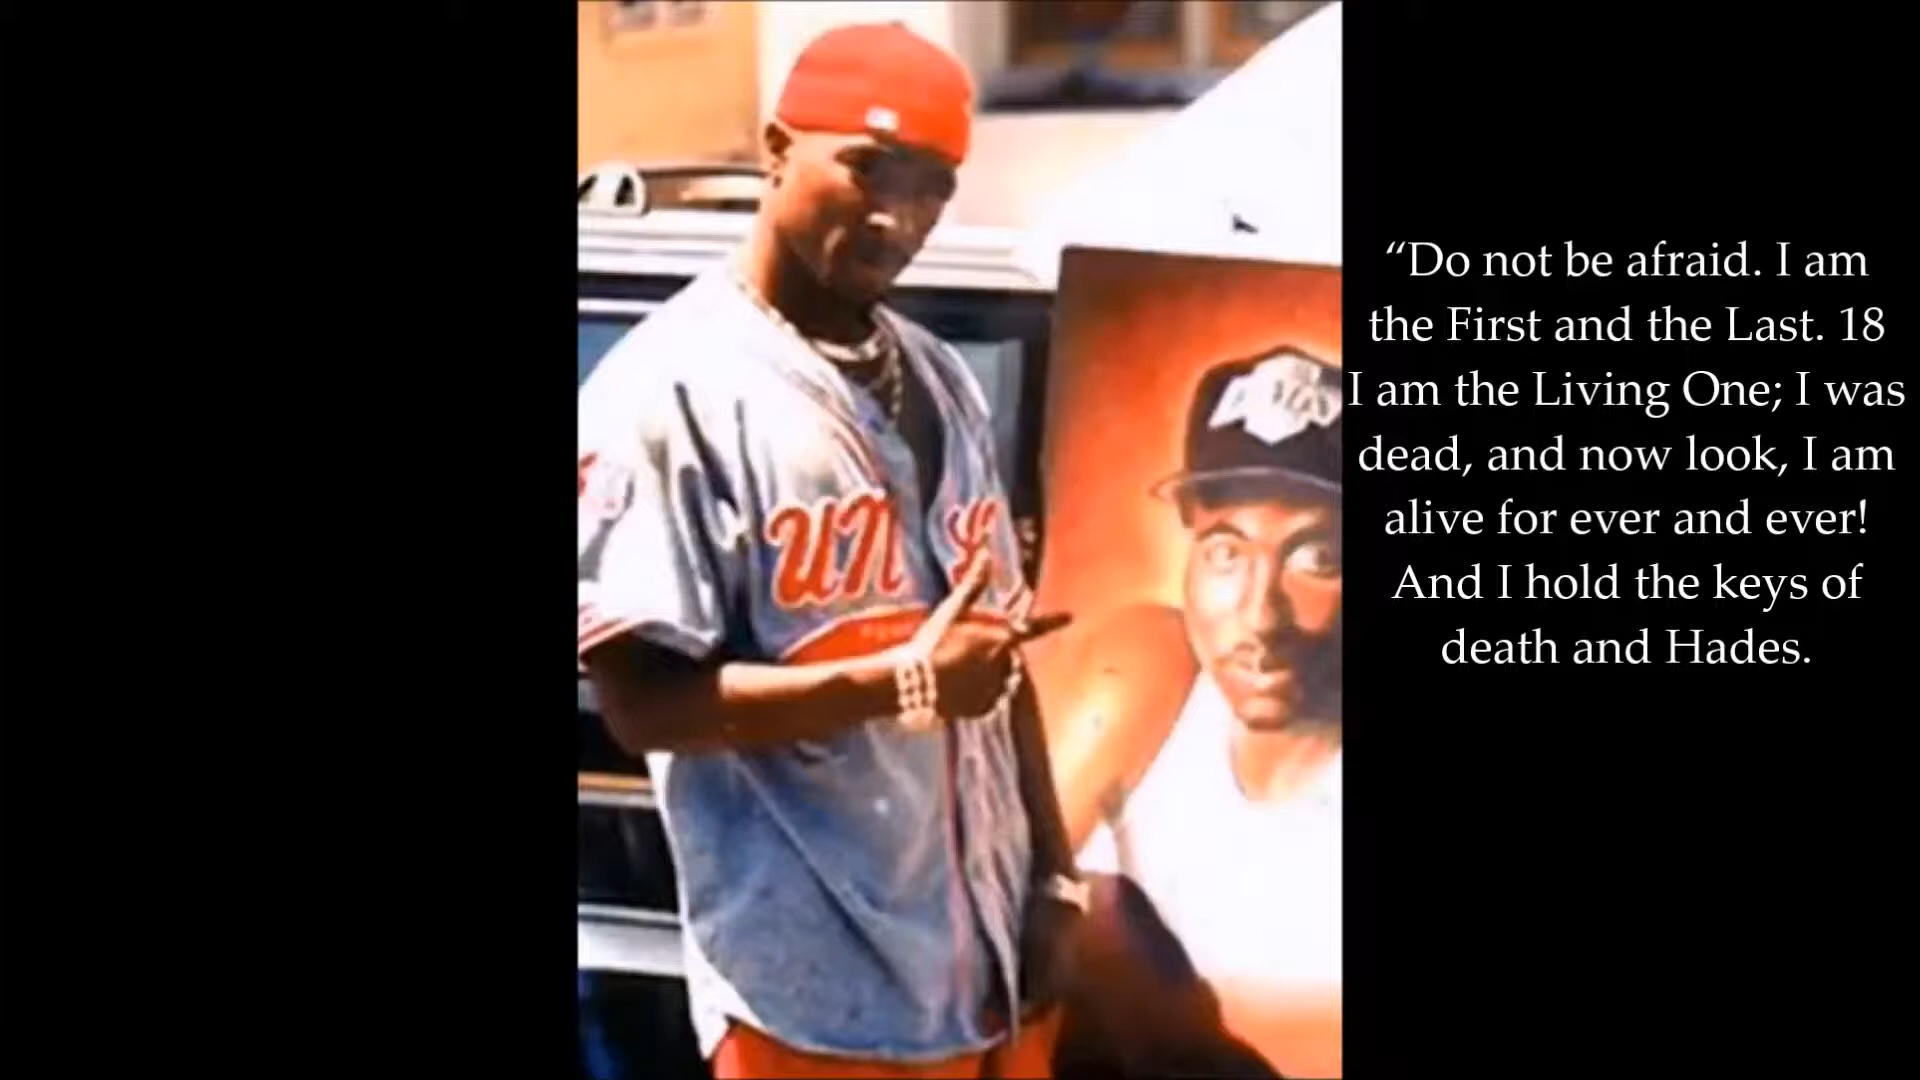 “Do not be afraid. I am
the First and the Last. 18
I am the Living One; I was
dead, and now look, I am
alive for ever and ever!
And I hold the keys of
death and Hades.
un